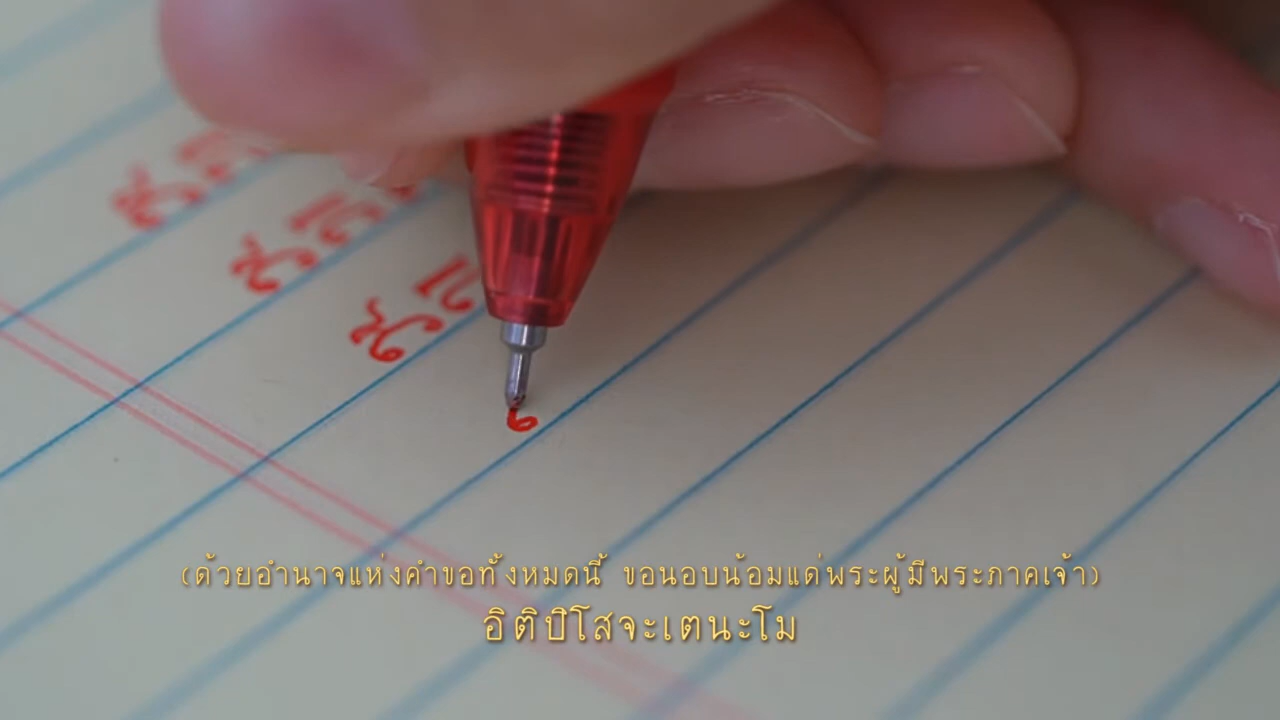 (ด้วยอำนาจแห่งคำขอทั้งหมดนี้ ขอนอบน้อมแด่พระผู้มีพระภาคเจ้า)
อิติปิโสจะเตนะโม